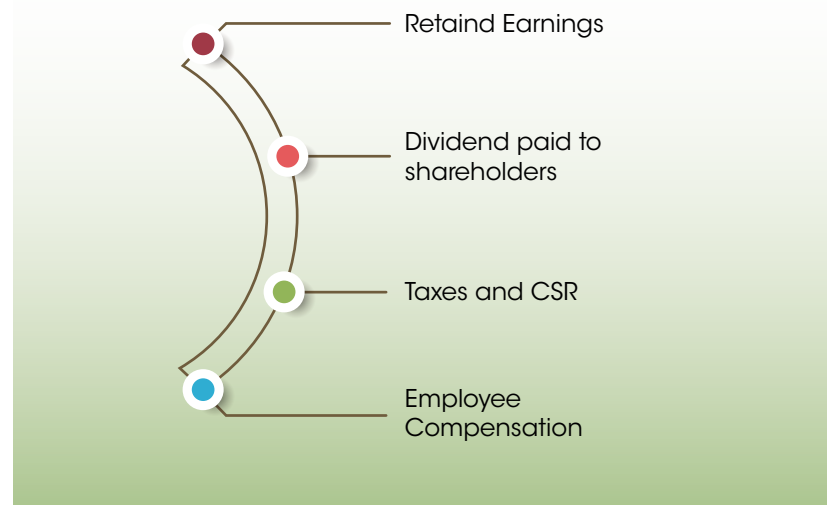 Retaind Earnings
Dividend paid to
shareholders
Taxes and CSR
Employee
Compensation